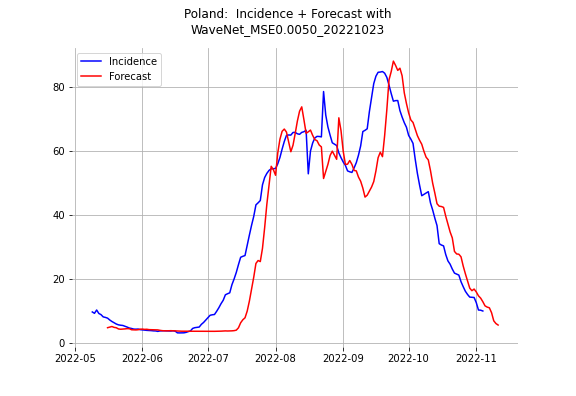 Poland:  Incidence + Forecast with
WaveNet_MSE0.0050_20221023
Incidence
Forecast
80
60
40
20
0
2022-05 2022-06 2022-07 2022-08 2022-09 2022-10 2022-11